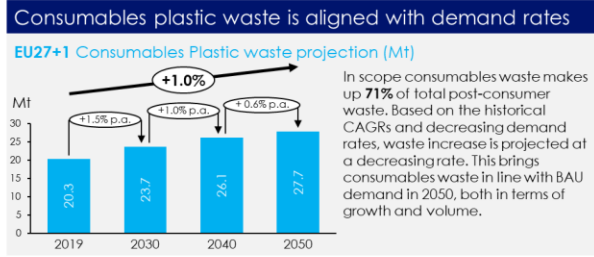 Consumables plastic waste is aligned with demand rates
EU27+1 Consumables Plastic waste projection (Mt)
+1.0%
Mt
+1.5% p.a.
+1.0% p.a.
+ 0.6% p.a.
30
25
20
15
10
5
0
20.3
23.7
26.1
27.7
2019
2030
2040
2050
In scope consumables waste makes
up 71% of total post-consumer
waste. Based on the historical
CAGRs and decreasing demand
rates, waste increase is projected at
a decreasing rate. This brings
consumables waste in line with BAU
demand in 2050, both in terms of
growth and volume.